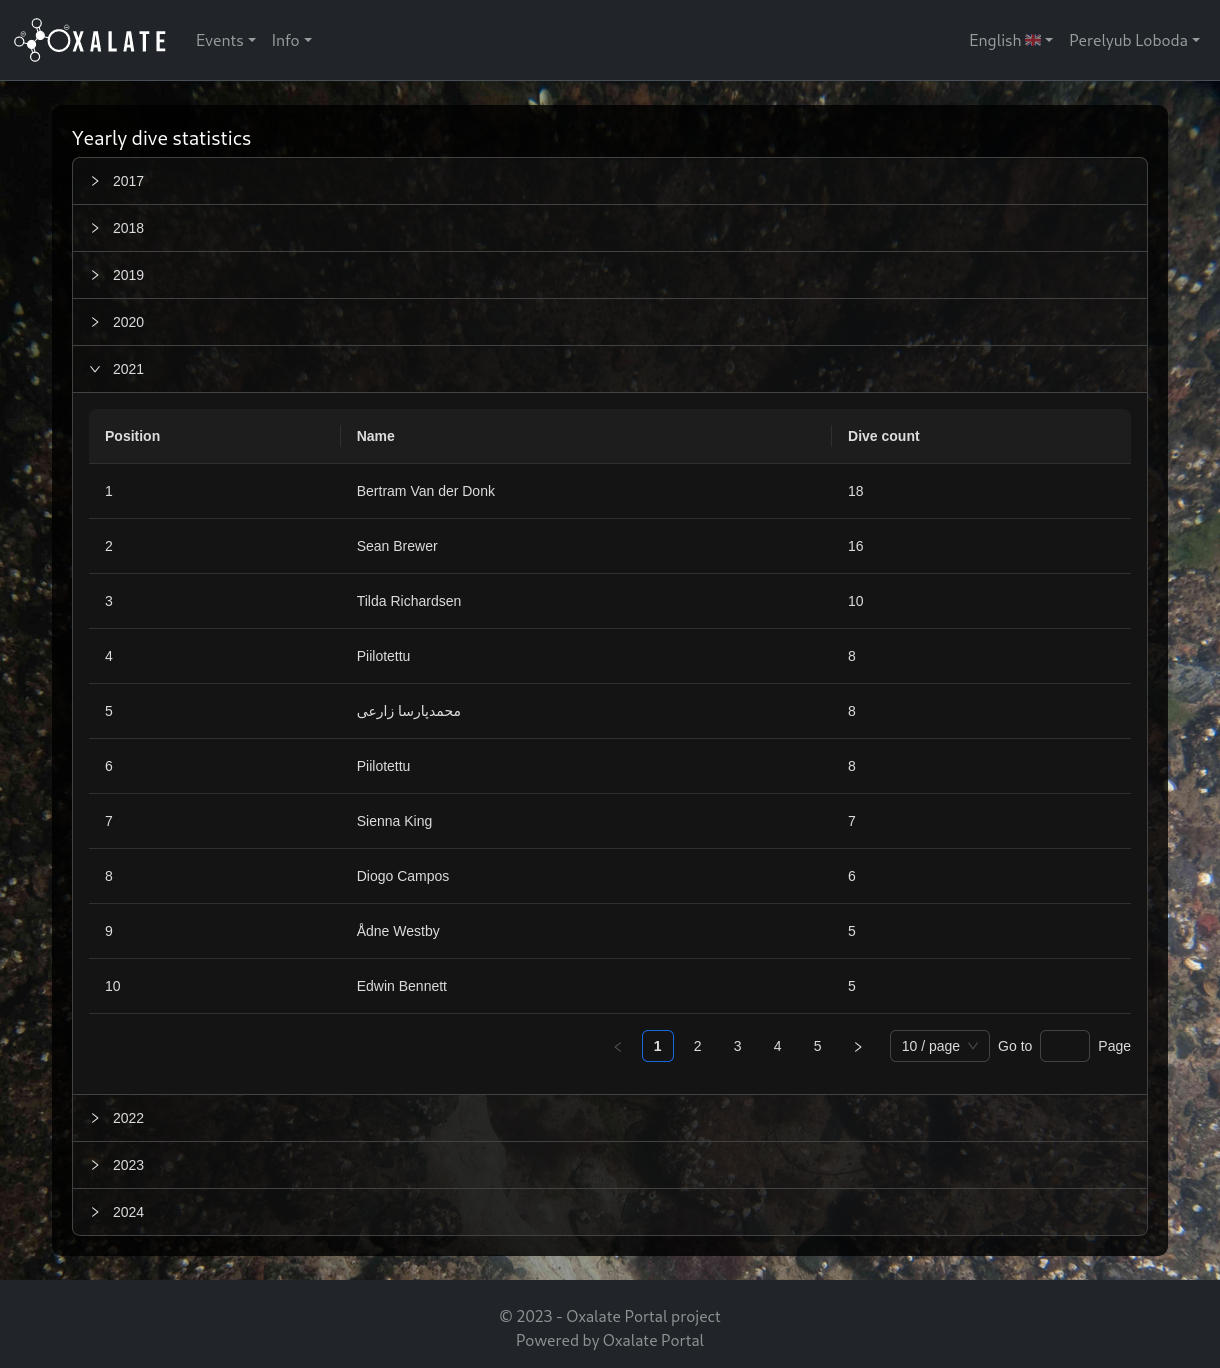 OXALATE Events Info English Perelyub Loboda
Yearly dive statistics
2017
2018
2019
2020
2021
Position Name Dive count
1 Bertram Van der Donk 18
2 Sean Brewer 16
3 Tilda Richardsen 10
4 Piilotettu 8
5 محمدپارسا زارعی 8
6 Piilotettu 8
7 Sienna King 7
8 Diogo Campos 6
9 Ådne Westby 5
10 Edwin Bennett 5
1 2 3 4 5 10 / page Go to Page
2022
2023
2024
© 2023 - Oxalate Portal project
Powered by Oxalate Portal